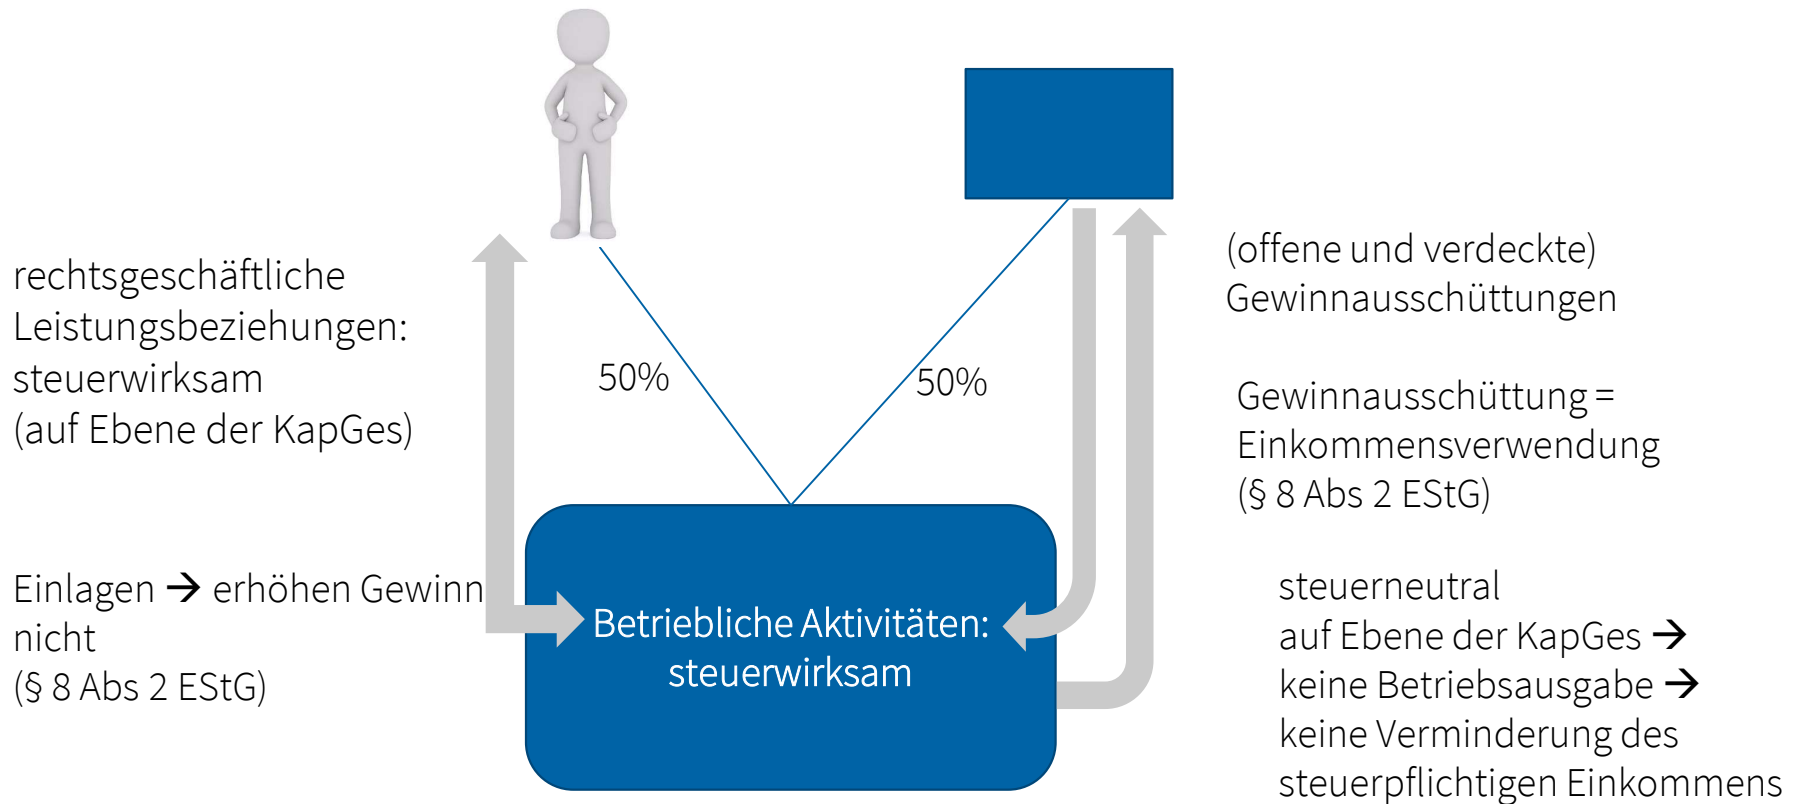 rechtsgeschäftliche
Leistungsbeziehungen:
steuerwirksam
(auf Ebene der KapGes)
Einlagen → erhöhen Gewinn
nicht
(§ 8 Abs 2 EStG)
50%
50%
Betriebliche Aktivitäten:
steuerwirksam
(offene und verdeckte)
Gewinnausschüttungen
Gewinnausschüttung =
Einkommensverwendung
(§ 8 Abs 2 EStG)
steuerneutral
auf Ebene der KapGes →
keine Betriebsausgabe →
keine Verminderung des
steuerpflichtigen Einkommens